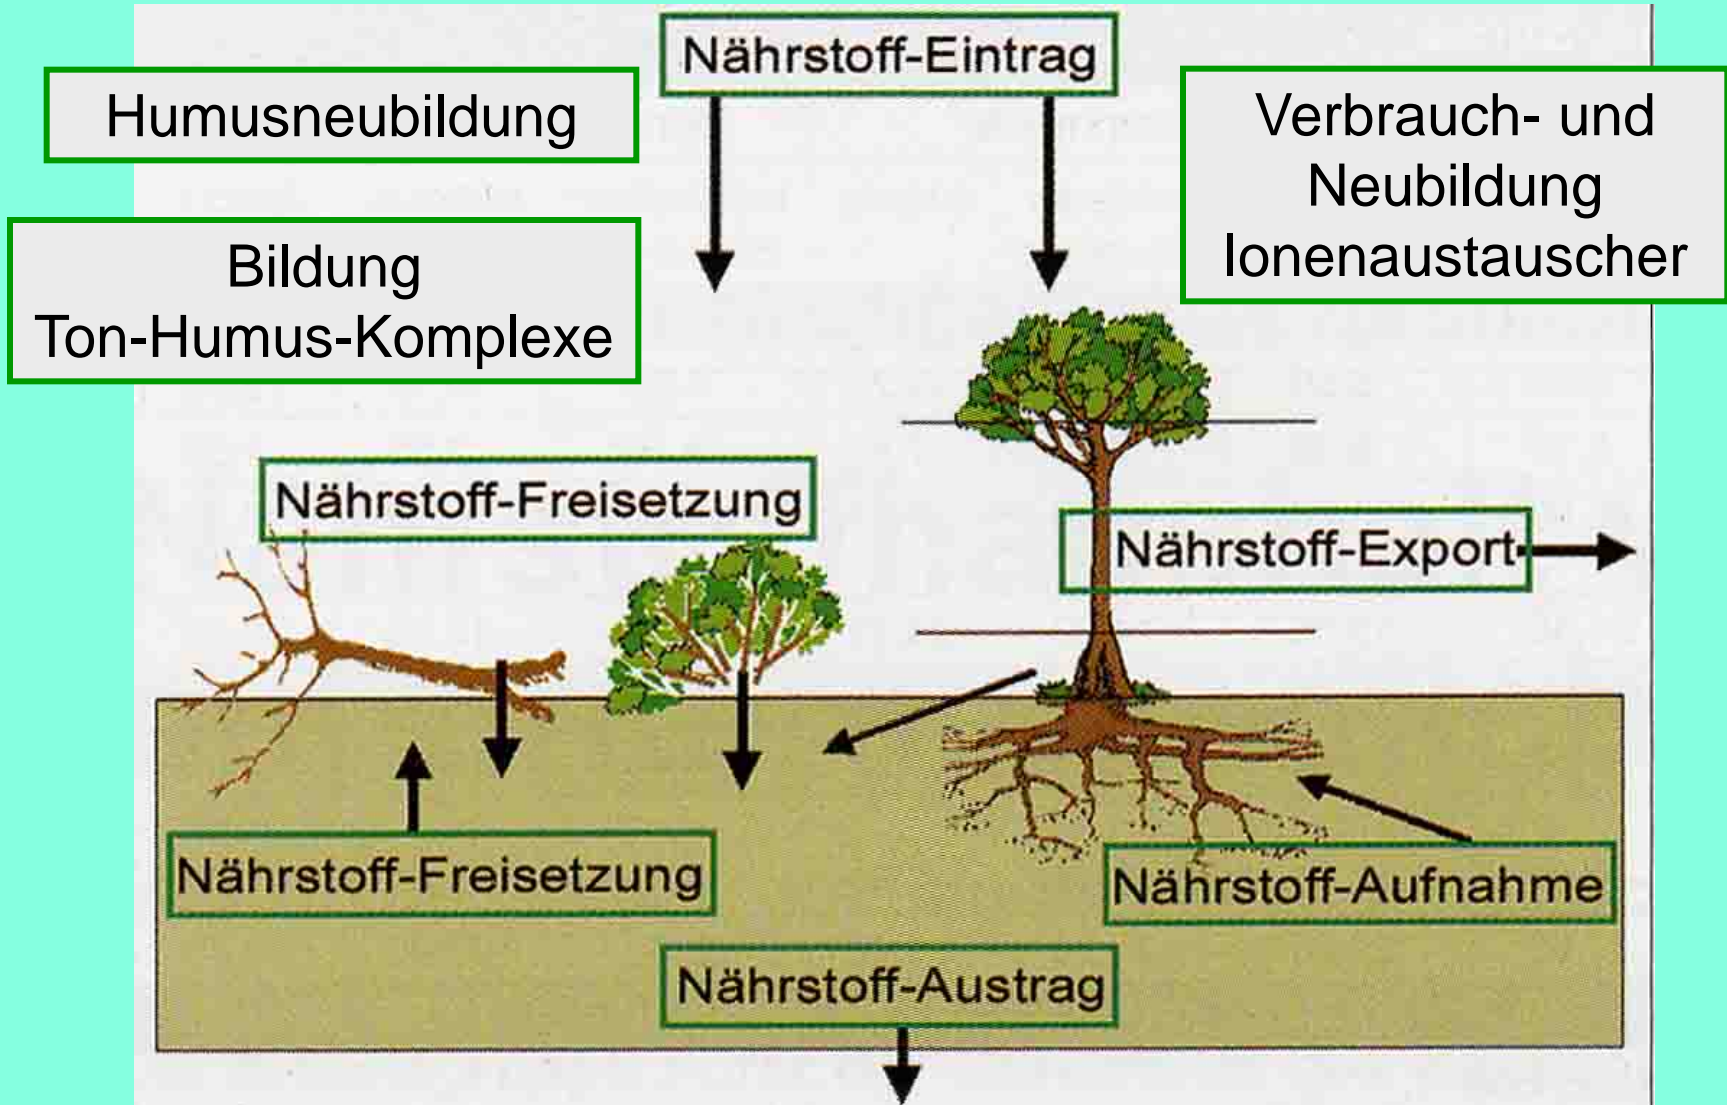 Nährstoff-Eintrag
Humusneubildung
Verbrauch- und
Neubildung
Ionenaustauscher
Bildung
Ton-Humus-Komplexe
Nährstoff-Freisetzung
Nährstoff-Export
Nährstoff-Freisetzung
Nährstoff-Aufnahme
Nährstoff-Austrag